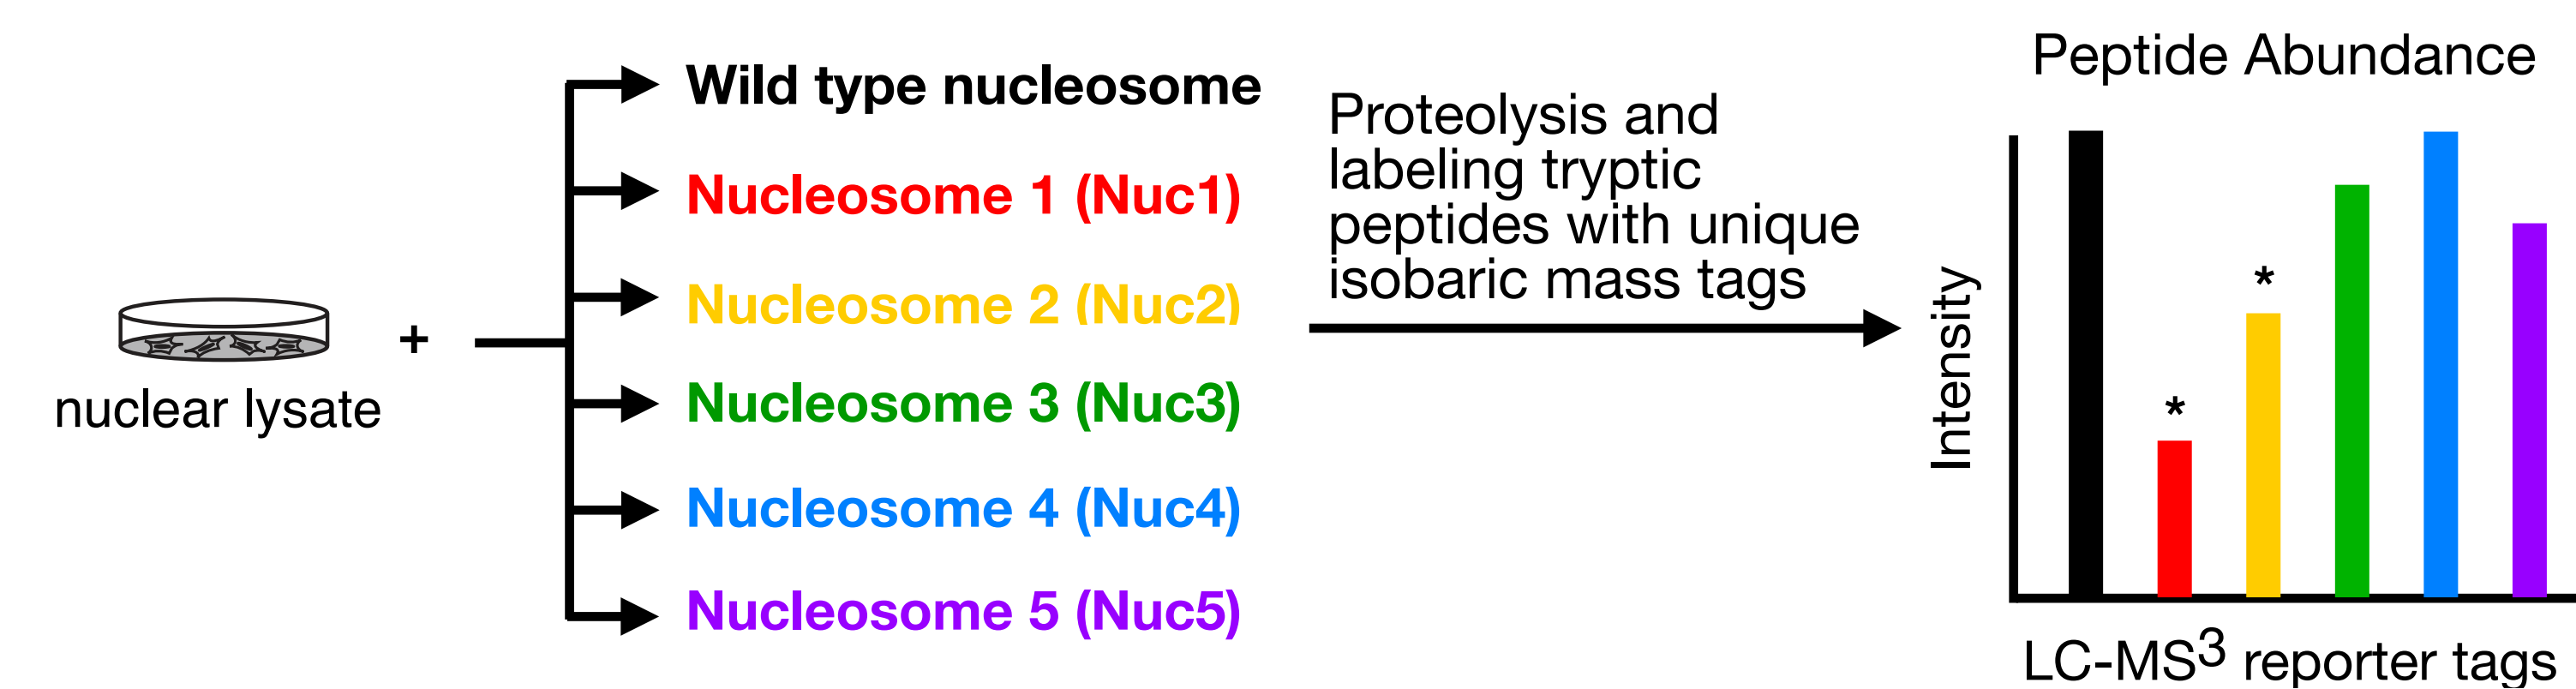 nuclear lysate
+
Wild type nucleosome
Nucleosome 1 (Nuc1)
Nucleosome 2 (Nuc2)
Nucleosome 3 (Nuc3)
Nucleosome 4 (Nuc4)
Nucleosome 5 (Nuc5)
Proteolysis and
labeling tryptic
peptides with unique
isobaric mass tags
Peptide Abundance
Intensity
*
*
LC-MS³ reporter tags